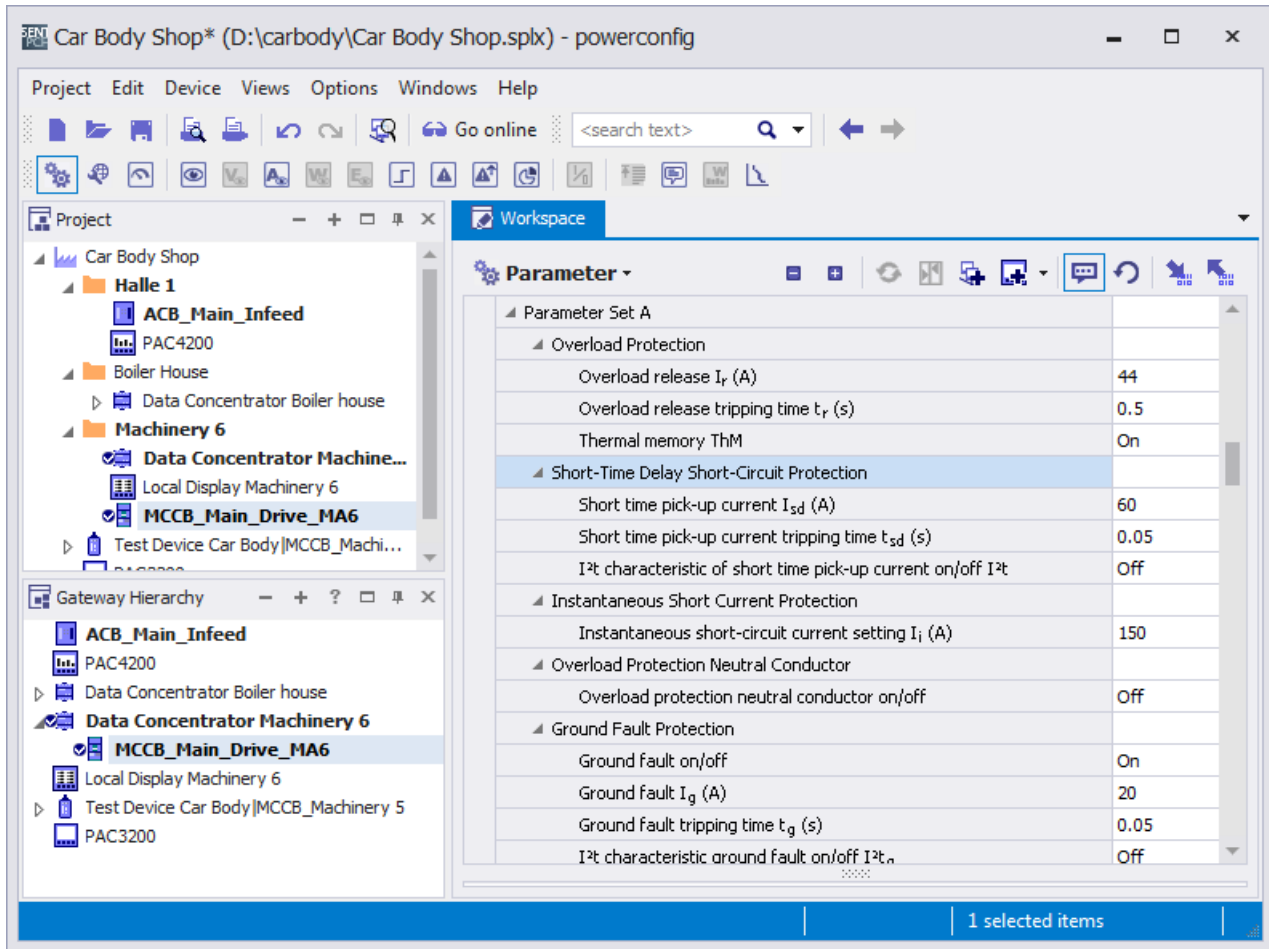 Car Body Shop* (D:\carbody\Car Body Shop.splx) - powerconfig
Project Edit Device Views Options Windows Help
Go online <search text>
Project
Car Body Shop
Halle 1
ACB_Main_Infeed
PAC4200
Boiler House
Data Concentrator Boiler house
Machinery 6
Data Concentrator Machine...
Local Display Machinery 6
MCCB_Main_Drive_MA6
Test Device Car Body|MCCB_Machi...
Gateway Hierarchy
ACB_Main_Infeed
PAC4200
Data Concentrator Boiler house
Data Concentrator Machinery 6
MCCB_Main_Drive_MA6
Local Display Machinery 6
Test Device Car Body|MCCB_Machinery 5
PAC3200
Workspace
Parameter
Parameter Set A
Overload Protection
Overload release Iᵣ (A) 44
Overload release tripping time tᵣ (s) 0.5
Thermal memory ThM On
Short-Time Delay Short-Circuit Protection
Short time pick-up current Isd (A) 60
Short time pick-up current tripping time tsd (s) 0.05
I²t characteristic of short time pick-up current on/off I²t Off
Instantaneous Short Current Protection
Instantaneous short-circuit current setting Iᵢ (A) 150
Overload Protection Neutral Conductor
Overload protection neutral conductor on/off Off
Ground Fault Protection
Ground fault on/off On
Ground fault Ig (A) 20
Ground fault tripping time tg (s) 0.05
I²t characteristic ground fault on/off I²tg Off
1 selected items